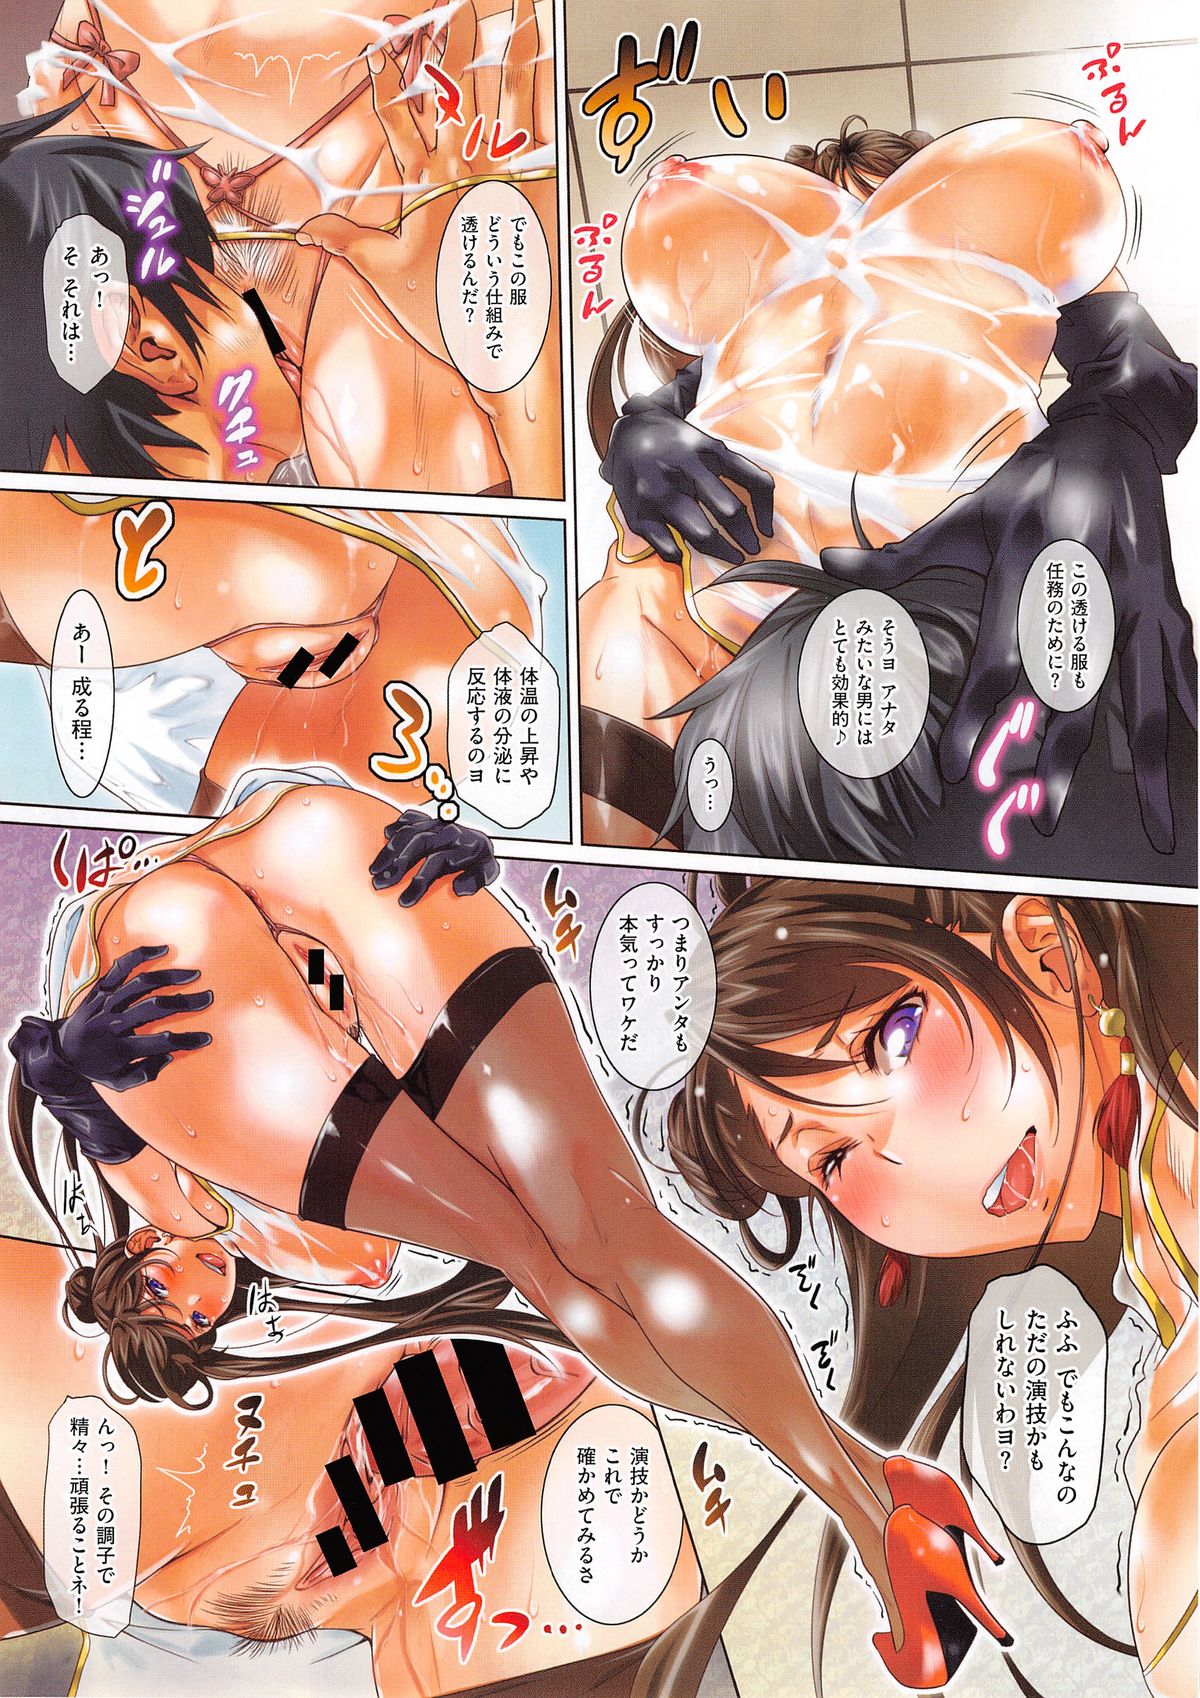 ずい
ぷるん
ぷるん
この透ける服も
任務のために?
そうヨ アナタ
みたいな男には
とても効果的♪
うっ…
ヌル
でもこの服
どういう仕組みで
透けるんだ?
ジュル
あっ!
そ それは…
クチュ
体温の上昇や
体液の分泌に
反応するのヨ
とろ…
あー 成る程…
つまりアンタも
すっかり
本気ってワケだ
ムチ
くぱぁ…
ふふ でもこんなの
ただの演技かも
しれないわヨ?
ぞく
ぞく
はぁ
はぁ
ムチ
演技かどうか
これで
確かめてみるさ
ヌチュ
ずっ…
んっ! その調子で
精々…頑張ることネ!